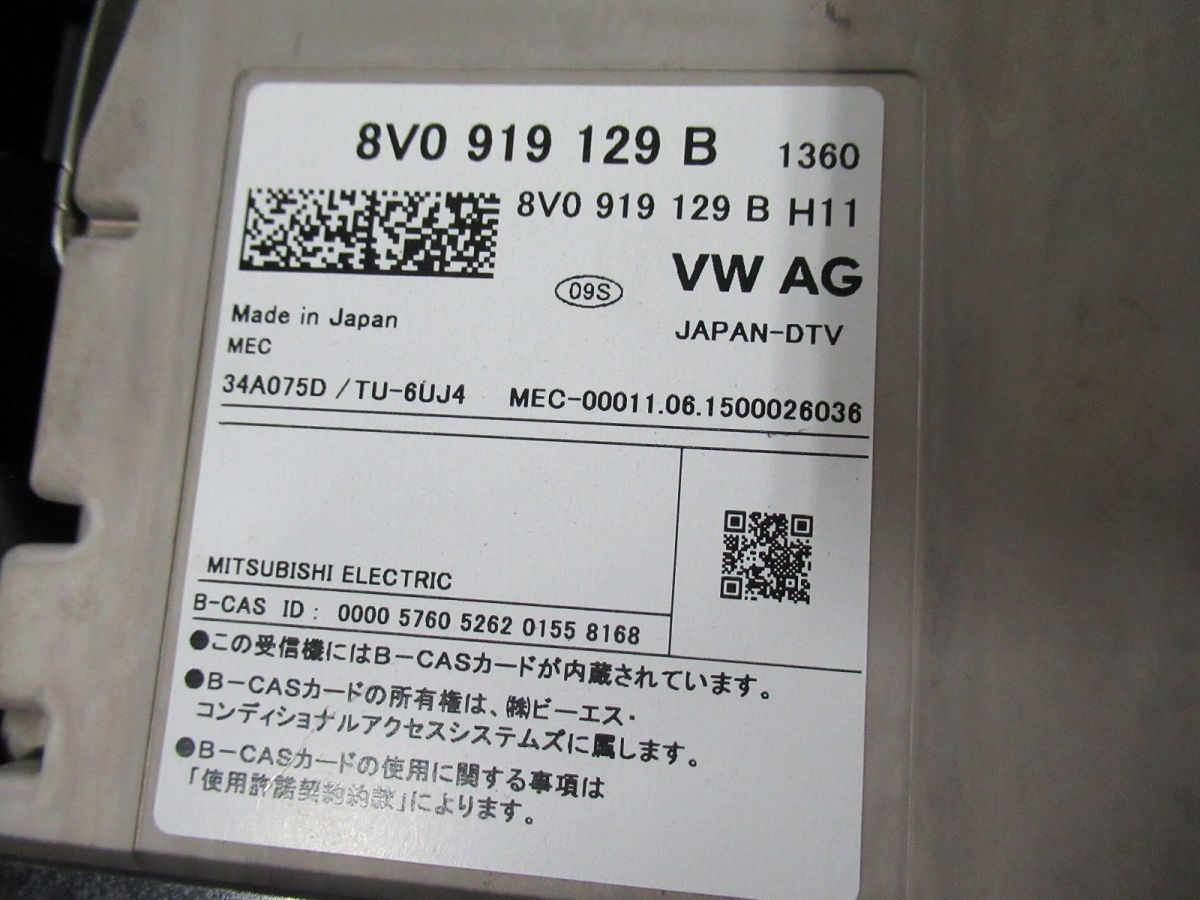 8V0 919 129 B 1360
8V0 919 129 B H11
09S
VW AG
Made in Japan
JAPAN-DTV
MEC
34A075D / TU-6UJ4 MEC-00011.06.1500026036
MITSUBISHI ELECTRIC
B-CAS ID : 0000 5760 5262 0155 8168
●この受信機にはB-CASカードが内蔵されています。
●B-CASカードの所有権は、㈱ビーエス・
コンディショナルアクセスシステムズに属します。
●B-CASカードの使用に関する事項は
「使用許諾契約約款」によります。